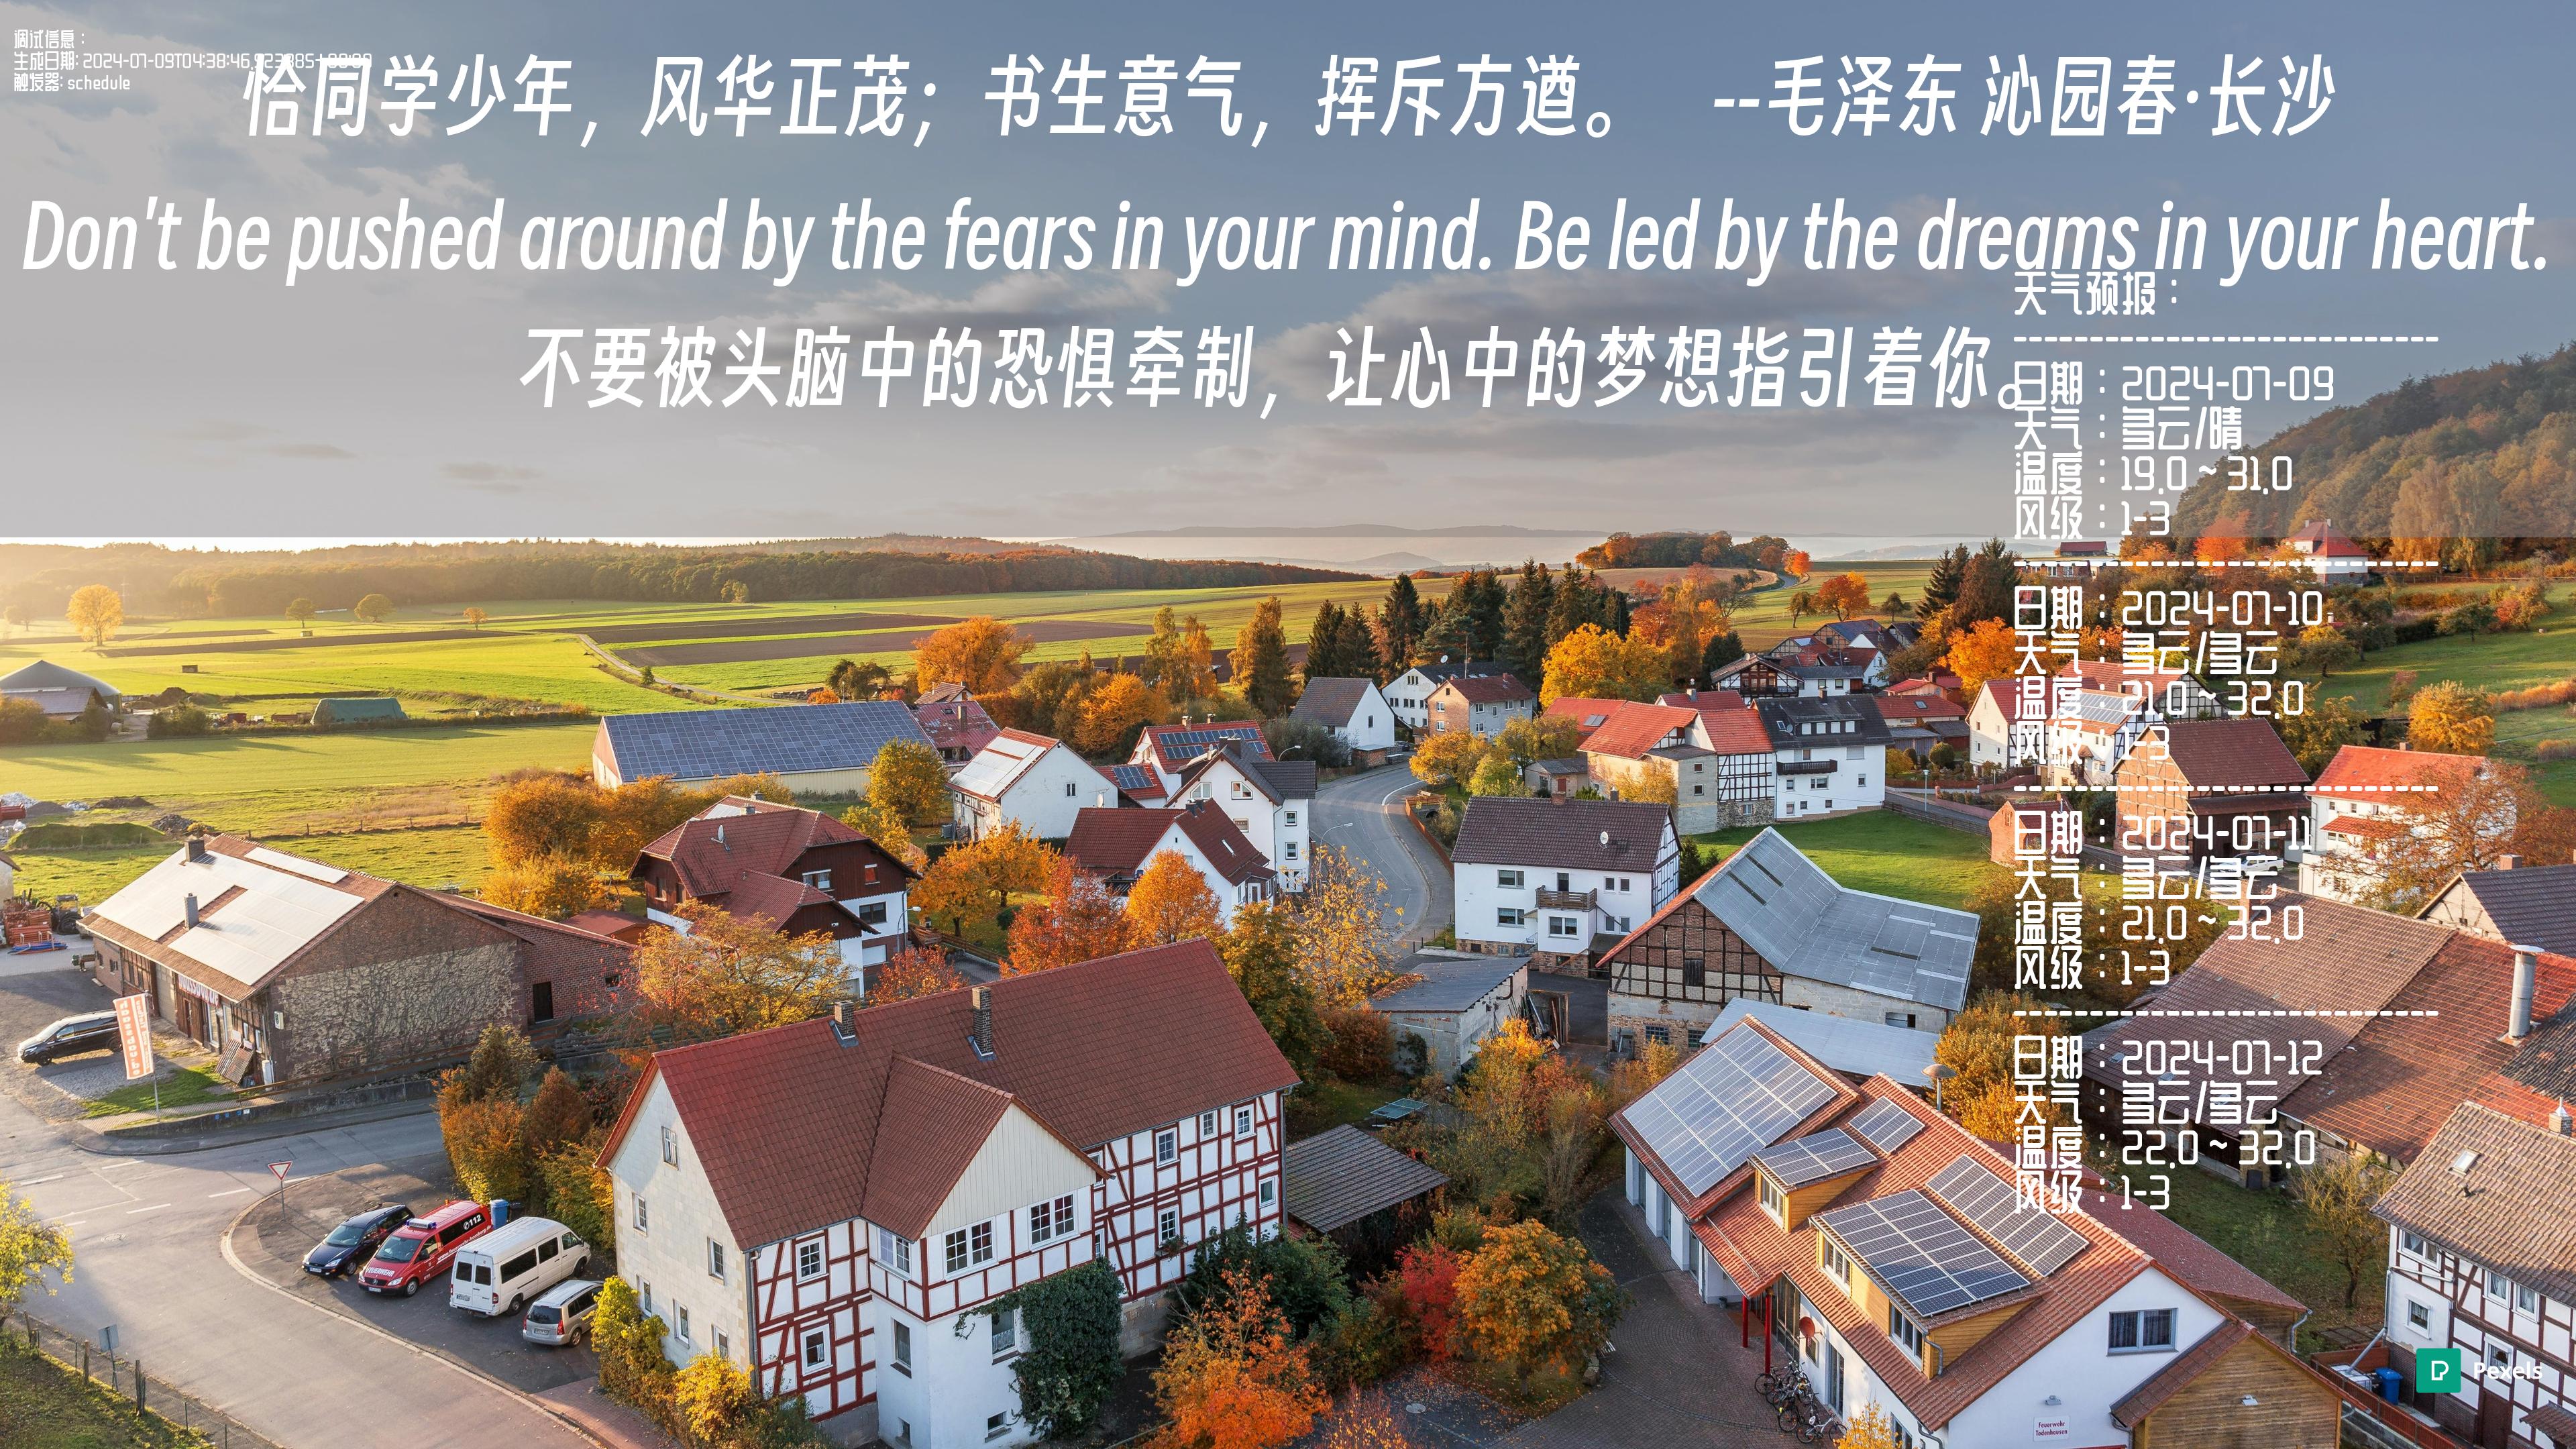 调试信息：
生成日期: 2024-07-09T04:38:46.923885+08:00
触发器: schedule
恰同学少年，风华正茂；书生意气，挥斥方遒。 --毛泽东 沁园春·长沙
Don't be pushed around by the fears in your mind. Be led by the dreams in your heart.
不要被头脑中的恐惧牵制，让心中的梦想指引着你。
天气预报：
------------------------------
日期：2024-07-09
天气：多云/晴
温度：19.0 ~ 31.0
风级：1-3
------------------------------
日期：2024-07-10
天气：多云/多云
温度：21.0 ~ 32.0
风级：1-3
------------------------------
日期：2024-07-11
天气：多云/多云
温度：21.0 ~ 32.0
风级：1-3
------------------------------
日期：2024-07-12
天气：多云/多云
温度：22.0 ~ 32.0
风级：1-3
112
Feuerwehr
Todenhausen
Pexels